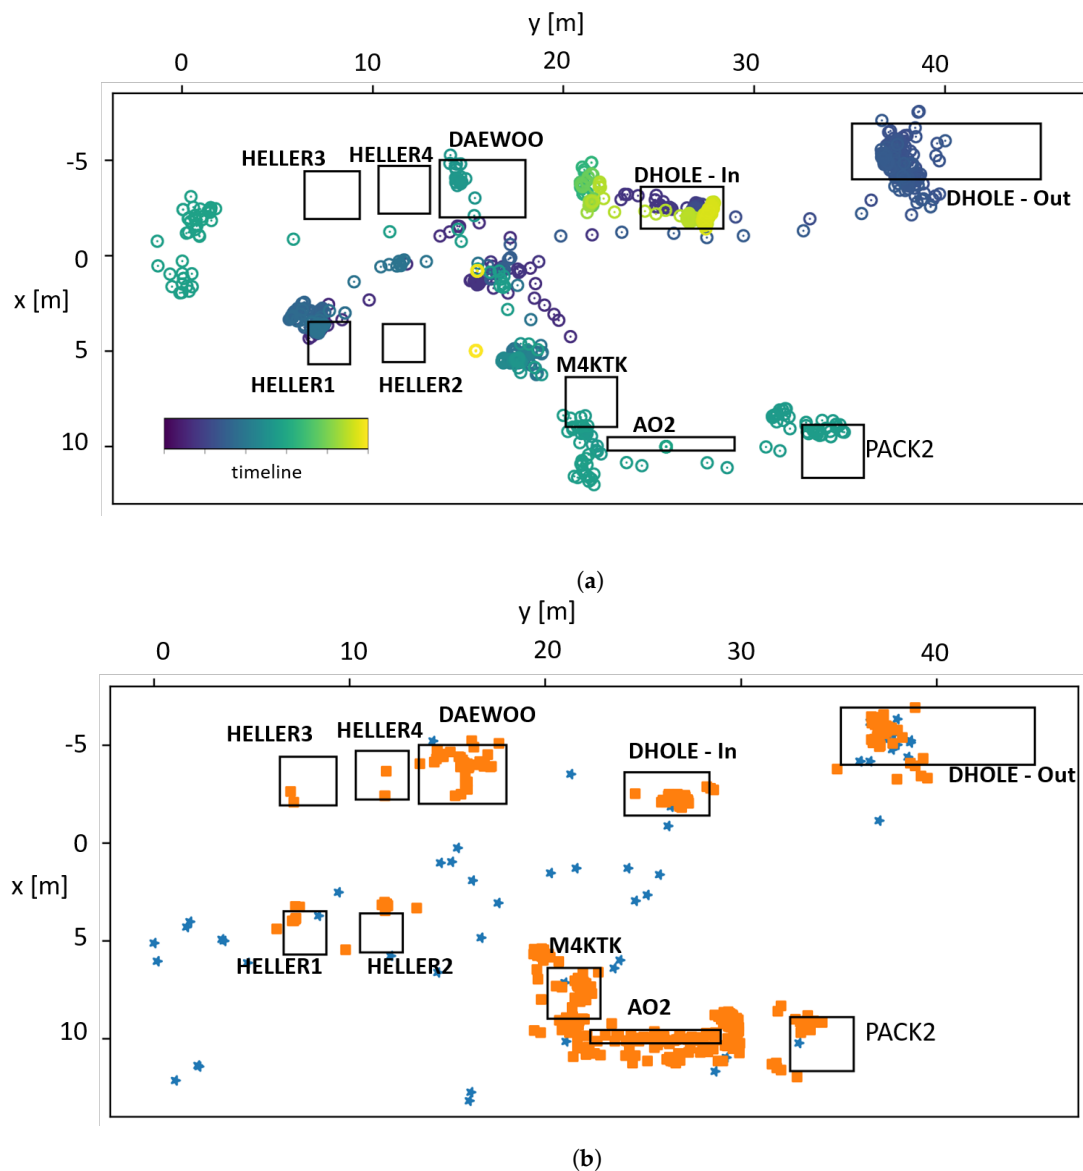 y [m]
0 10 20 30 40
DAEWOO
HELLER3 HELLER4
-5
DHOLE - In
DHOLE - Out
0
x [m]
5
M4KTK
HELLER1 HELLER2
AO2
10
PACK2
timeline
(a)
y [m]
0 10 20 30 40
DAEWOO
HELLER3 HELLER4
-5
DHOLE - In
DHOLE - Out
0
x [m]
5
M4KTK
HELLER1 HELLER2
AO2
10
PACK2
(b)